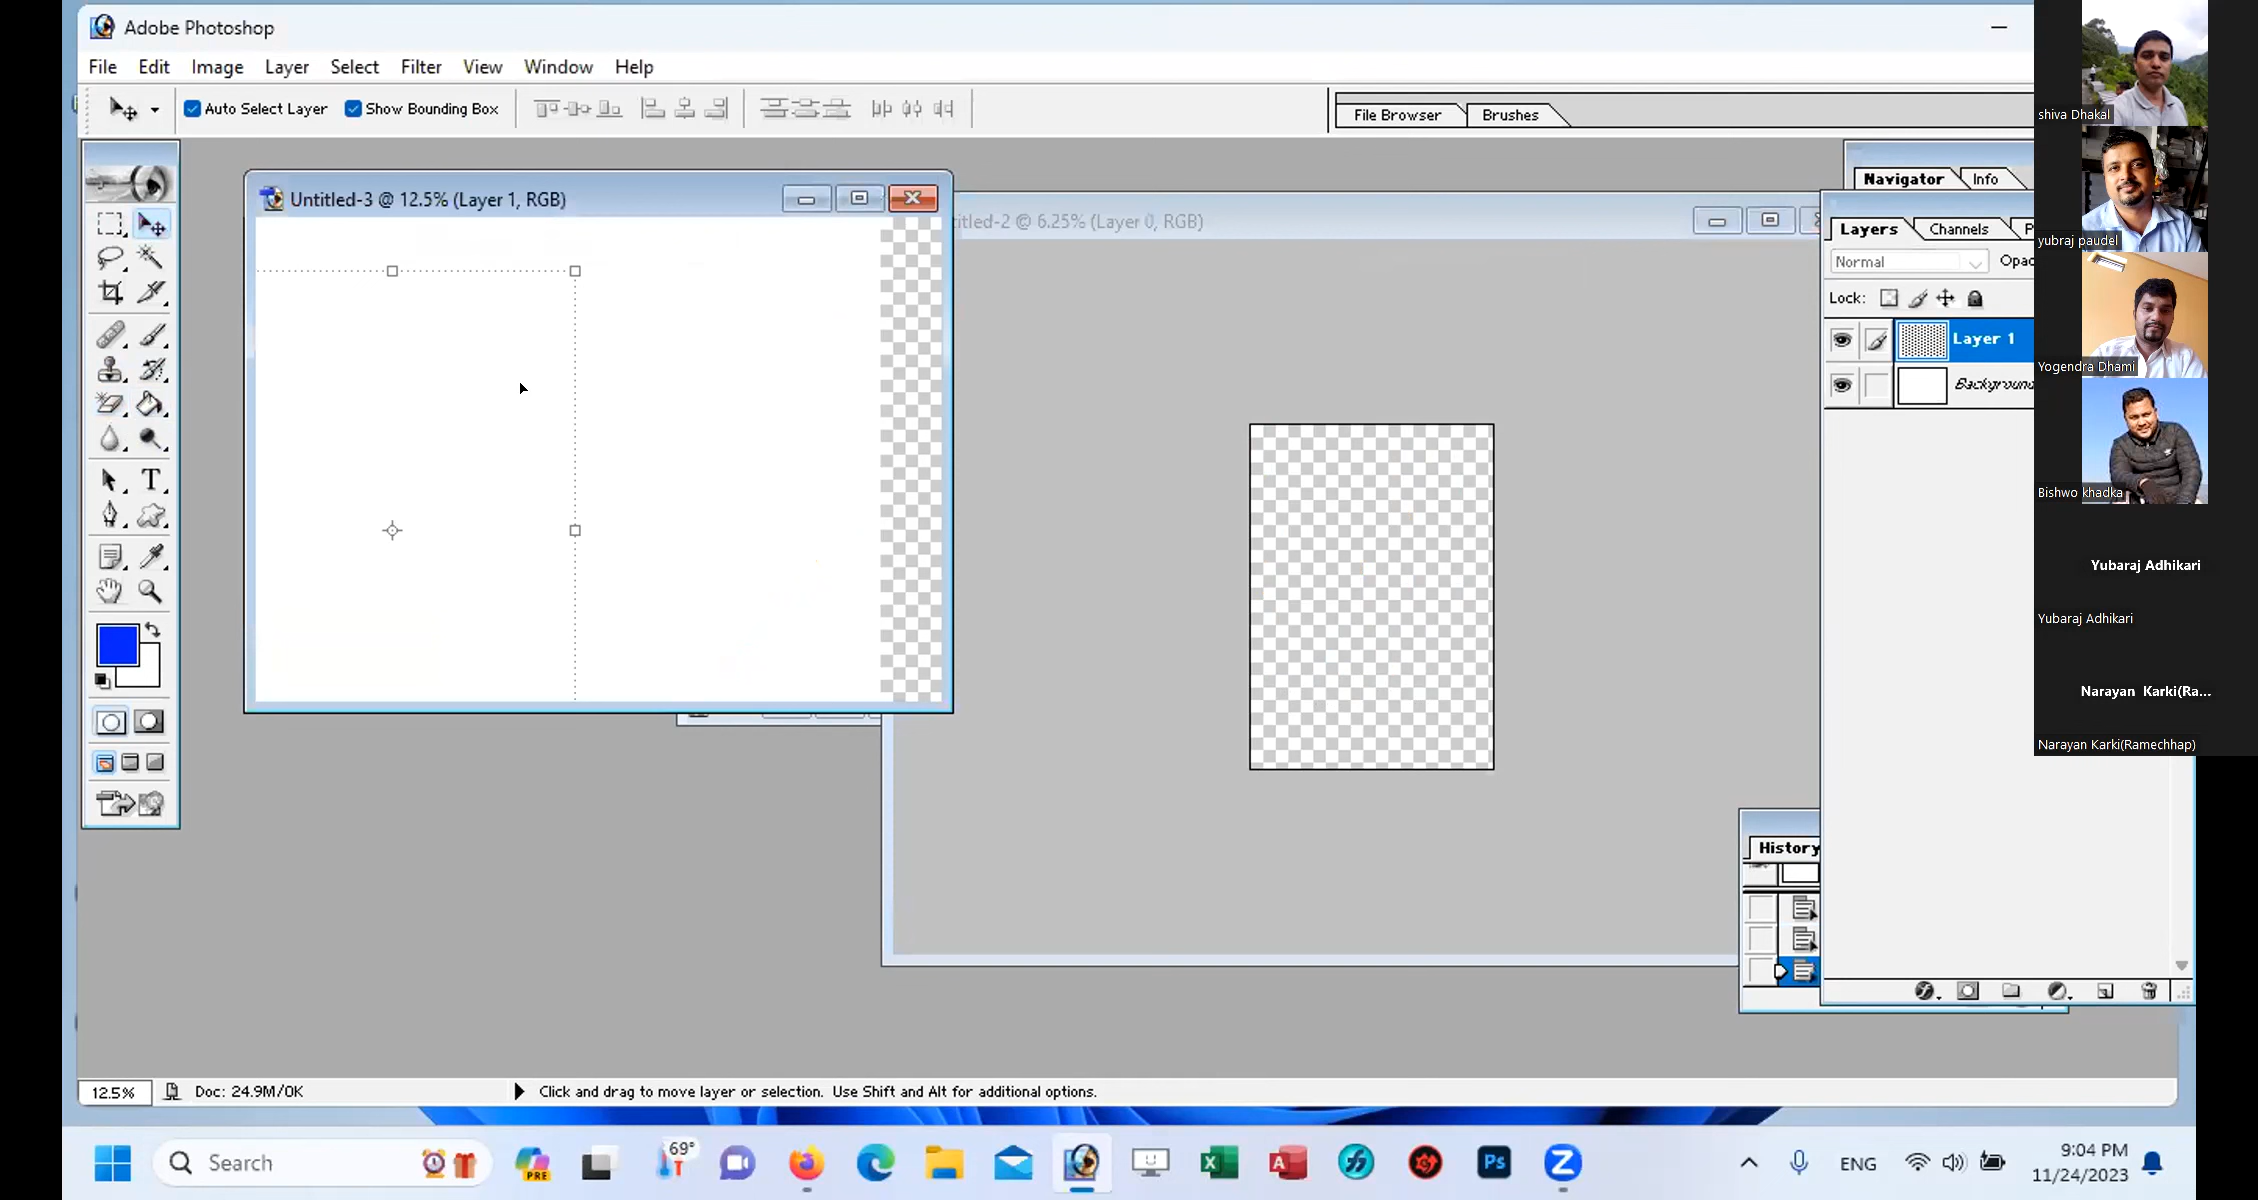 Adobe Photoshop
File Edit Image Layer Select Filter View Window Help
Auto Select Layer Show Bounding Box
File Browser Brushes
Untitled-3 @ 12.5% (Layer 1, RGB)
titled-2 @ 6.25% (Layer 0, RGB)
Navigator Info
Layers Channels P
Normal Opac
Lock:
Layer 1
Background
History
12.5% Doc: 24.9M/0K Click and drag to move layer or selection. Use Shift and Alt for additional options.
shiva Dhakal
yubraj paudel
Yogendra Dhami
Bishwo khadka
Yubaraj Adhikari
Yubaraj Adhikari
Narayan Karki(Ra...
Narayan Karki(Ramechhap)
Search
PRE
69°
Ps
ENG
9:04 PM
11/24/2023